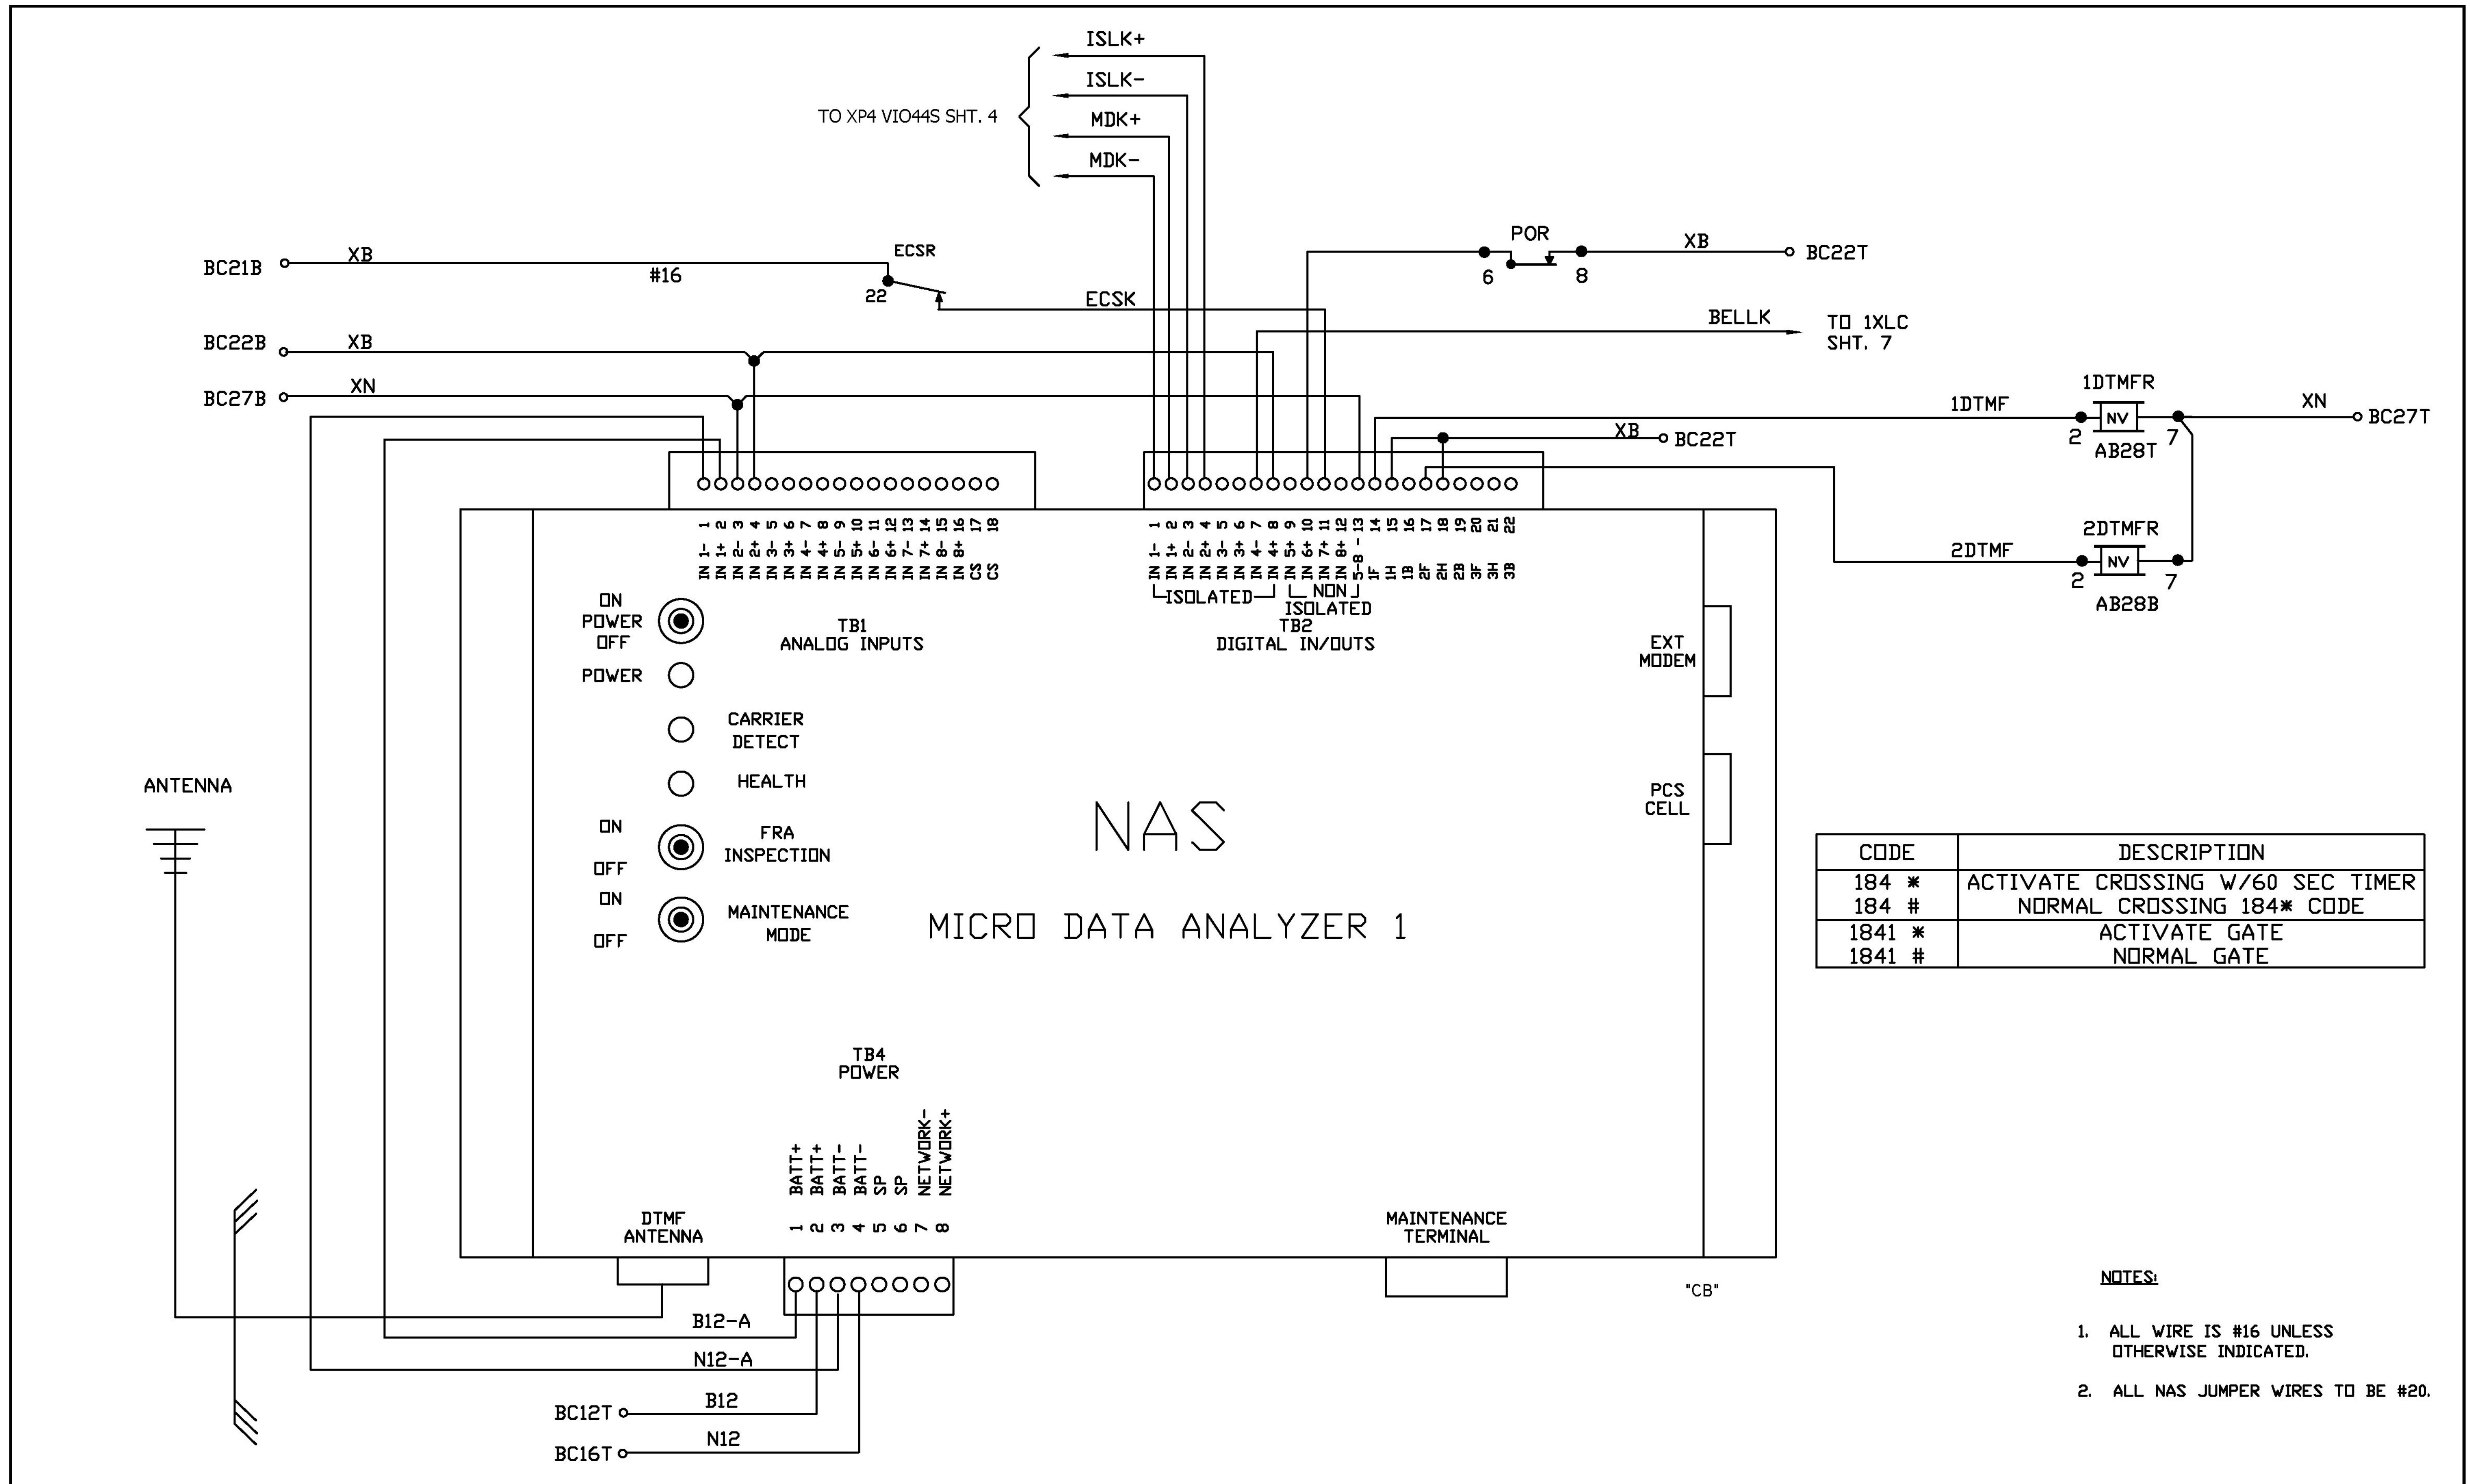 ISLK+
ISLK-
MDK+
MDK-
TO XP4 VIO44S SHT. 4
BC21B
XB
#16
ECSR
22
ECSK
BC22B
XB
BC27B
XN
POR
6
8
XB
BC22T
BELLK
TO 1XLC
SHT. 7
1DTMFR
1DTMF
2
NV
7
AB28T
XN
BC27T
XB
BC22T
2DTMFR
2DTMF
2
NV
7
AB28B
1 2 3 4 5 6 7 8 9 10 11 12 13 14 15 16 17 18
IN 1- IN 1+ IN 2- IN 2+ IN 3- IN 3+ IN 4- IN 4+ IN 5- IN 5+ IN 6- IN 6+ IN 7- IN 7+ IN 8- IN 8+ CS CS
TB1
ANALOG INPUTS
1 2 3 4 5 6 7 8 9 10 11 12 13 14 15 16 17 18 19 20 21 22
IN 1- IN 1+ IN 2- IN 2+ IN 3- IN 3+ IN 4- IN 4+ IN 5+ IN 6+ IN 7+ IN 8+ 5-8 - 1F 1H 1B 2F 2H 2B 3F 3H 3B
ISOLATED
NON
ISOLATED
TB2
DIGITAL IN/OUTS
ON
POWER
OFF
POWER
CARRIER
DETECT
HEALTH
ON
FRA
INSPECTION
OFF
ON
MAINTENANCE
MODE
OFF
EXT
MODEM
PCS
CELL
NAS
MICRO DATA ANALYZER 1
ANTENNA
CODE DESCRIPTION
184 * ACTIVATE CROSSING W/60 SEC TIMER
184 # NORMAL CROSSING 184* CODE
1841 * ACTIVATE GATE
1841 # NORMAL GATE
TB4
POWER
BATT+ BATT+ BATT- BATT- SP SP NETWORK- NETWORK+
1 2 3 4 5 6 7 8
DTMF
ANTENNA
MAINTENANCE
TERMINAL
"CB"
B12-A
N12-A
BC12T
B12
BC16T
N12
NOTES:
1. ALL WIRE IS #16 UNLESS
OTHERWISE INDICATED.
2. ALL NAS JUMPER WIRES TO BE #20.